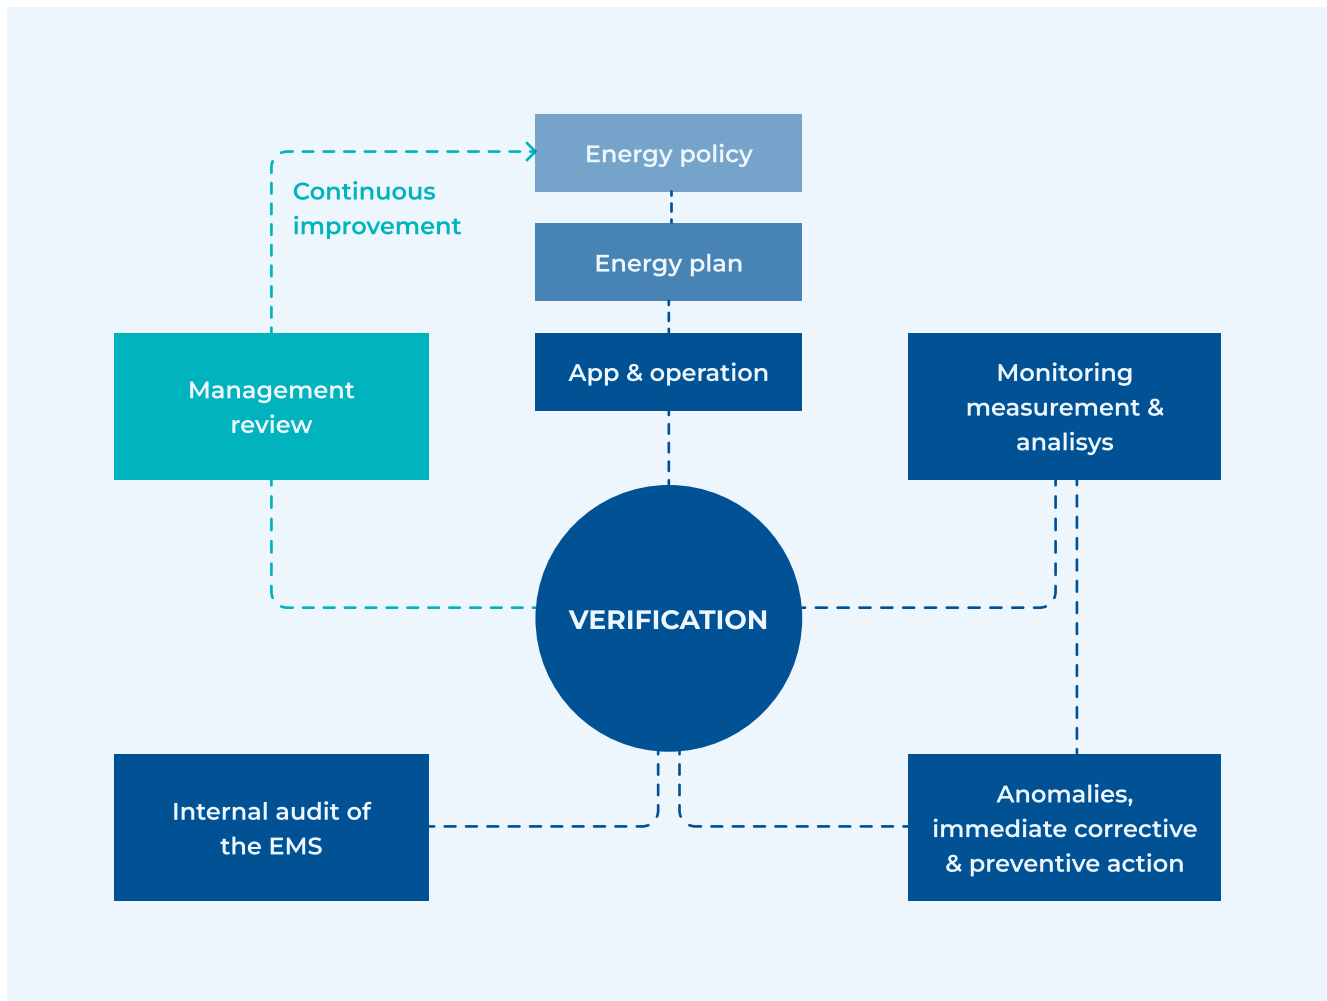 Energy policy
Continuous
improvement
Energy plan
Management
review
App & operation
Monitoring
measurement &
analisys
VERIFICATION
Internal audit of
the EMS
Anomalies,
immediate corrective
& preventive action